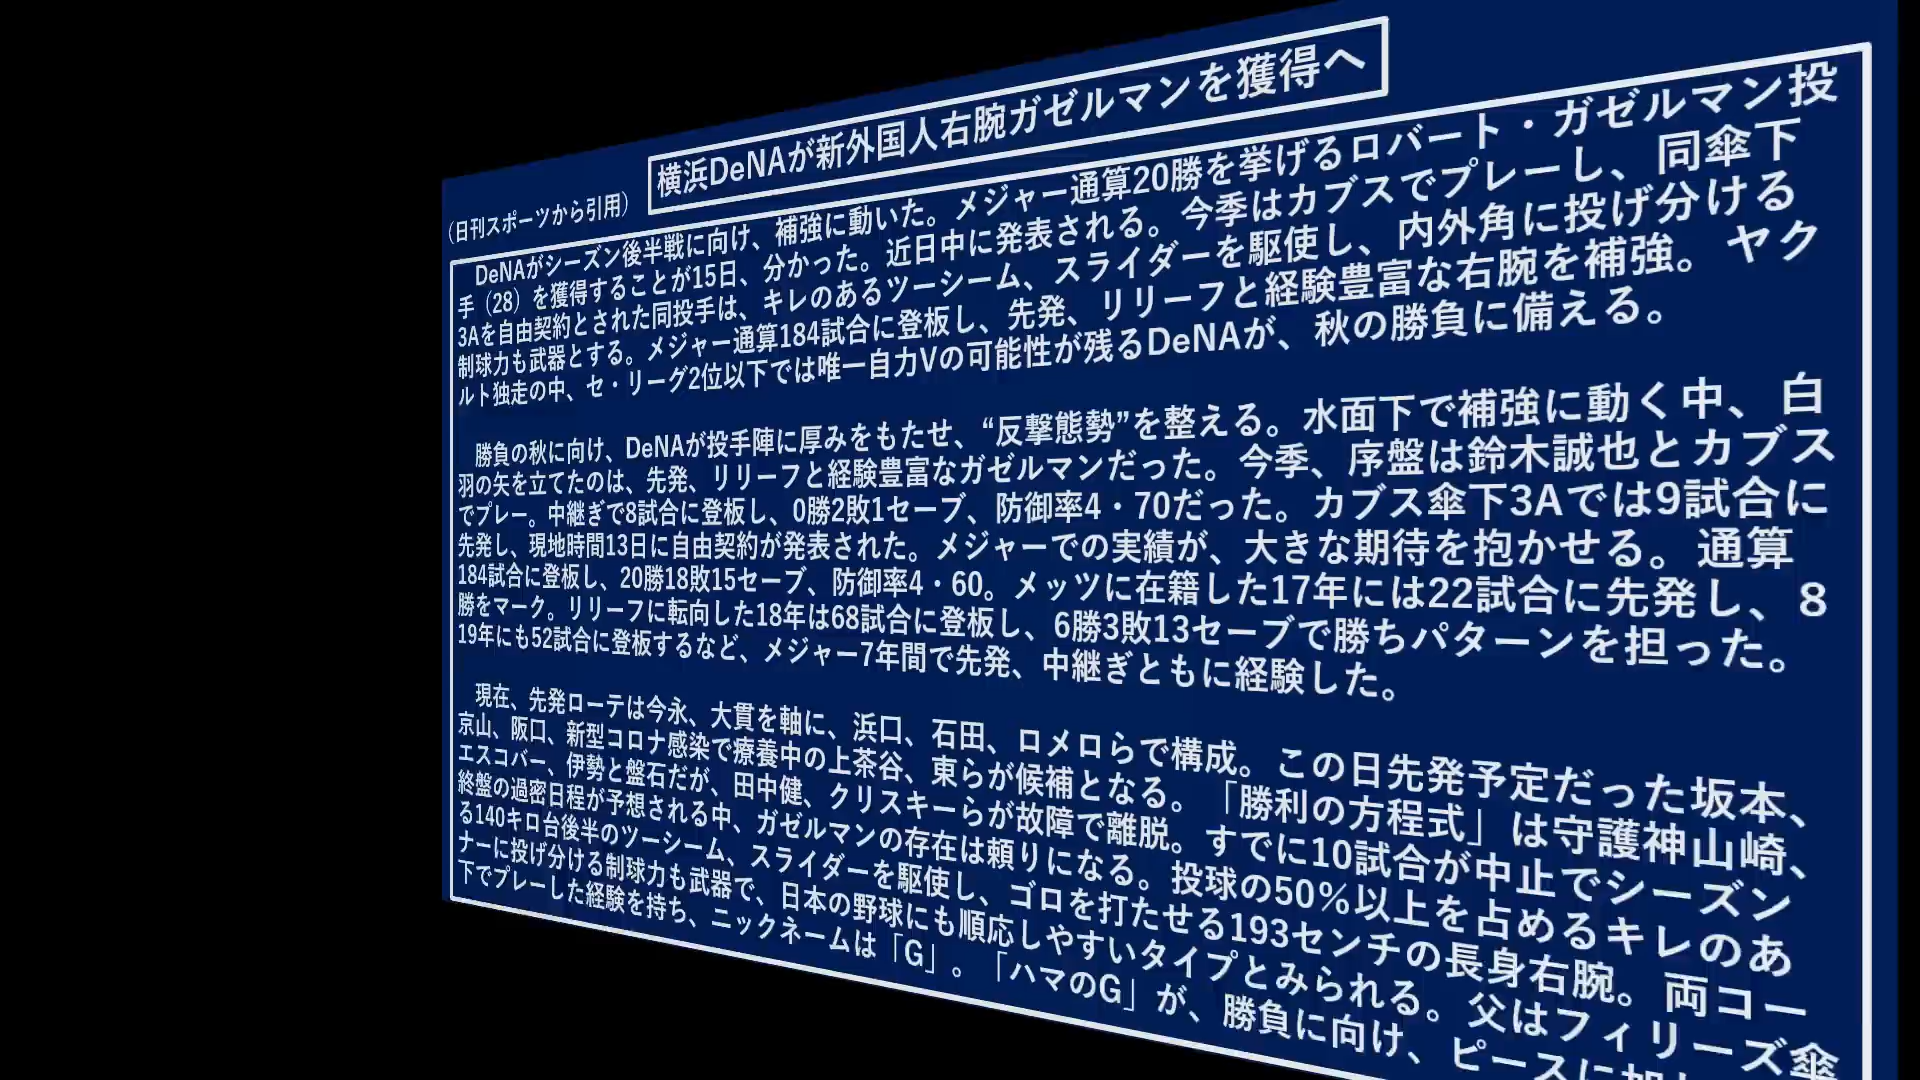 横浜DeNAが新外国人右腕ガゼルマンを獲得へ
（日刊スポーツから引用）
DeNAがシーズン後半戦に向け、補強に動いた。メジャー通算20勝を挙げるロバート・ガゼルマン投
手（28）を獲得することが15日、分かった。近日中に発表される。今季はカブスでプレーし、同傘下
3Aを自由契約とされた同投手は、キレのあるツーシーム、スライダーを駆使し、内外角に投げ分ける
制球力も武器とする。メジャー通算184試合に登板し、先発、リリーフと経験豊富な右腕を補強。ヤク
ルト独走の中、セ・リーグ2位以下では唯一自力Vの可能性が残るDeNAが、秋の勝負に備える。
勝負の秋に向け、DeNAが投手陣に厚みをもたせ、“反撃態勢”を整える。水面下で補強に動く中、白
羽の矢を立てたのは、先発、リリーフと経験豊富なガゼルマンだった。今季、序盤は鈴木誠也とカブス
でプレー。中継ぎで8試合に登板し、0勝2敗1セーブ、防御率4・70だった。カブス傘下3Aでは9試合に
先発し、現地時間13日に自由契約が発表された。メジャーでの実績が、大きな期待を抱かせる。通算
184試合に登板し、20勝18敗15セーブ、防御率4・60。メッツに在籍した17年には22試合に先発し、8
勝をマーク。リリーフに転向した18年は68試合に登板し、6勝3敗13セーブで勝ちパターンを担った。
19年にも52試合に登板するなど、メジャー7年間で先発、中継ぎともに経験した。
現在、先発ローテは今永、大貫を軸に、浜口、石田、ロメロらで構成。この日先発予定だった坂本、
京山、阪口、新型コロナ感染で療養中の上茶谷、東らが候補となる。「勝利の方程式」は守護神山崎、
エスコバー、伊勢と盤石だが、田中健、クリスキーらが故障で離脱。すでに10試合が中止でシーズン
終盤の過密日程が予想される中、ガゼルマンの存在は頼りになる。投球の50%以上を占めるキレのあ
る140キロ台後半のツーシーム、スライダーを駆使し、ゴロを打たせる193センチの長身右腕。両コー
ナーに投げ分ける制球力も武器で、日本の野球にも順応しやすいタイプとみられる。父はフィリーズ傘
下でプレーした経験を持ち、ニックネームは「G」。「ハマのG」が、勝負に向け、ピースに加